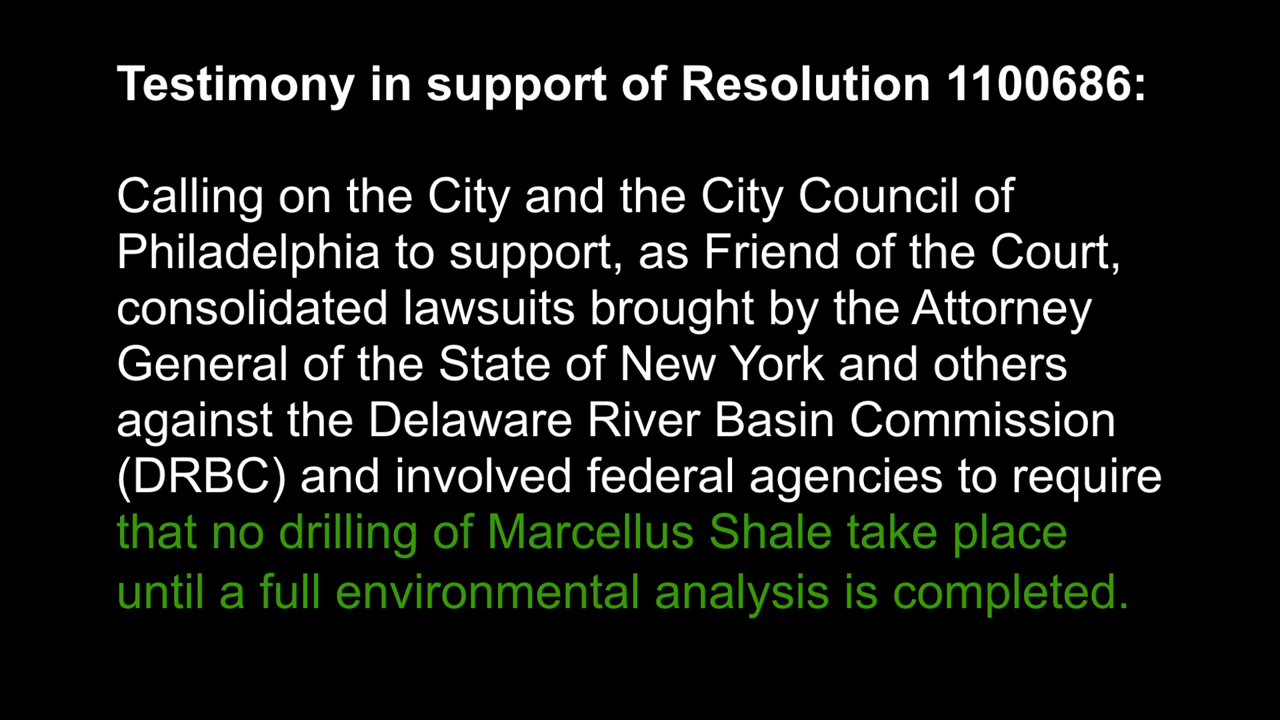 Testimony in support of Resolution 1100686:
Calling on the City and the City Council of
Philadelphia to support, as Friend of the Court,
consolidated lawsuits brought by the Attorney
General of the State of New York and others
against the Delaware River Basin Commission
(DRBC) and involved federal agencies to require
that no drilling of Marcellus Shale take place
until a full environmental analysis is completed.